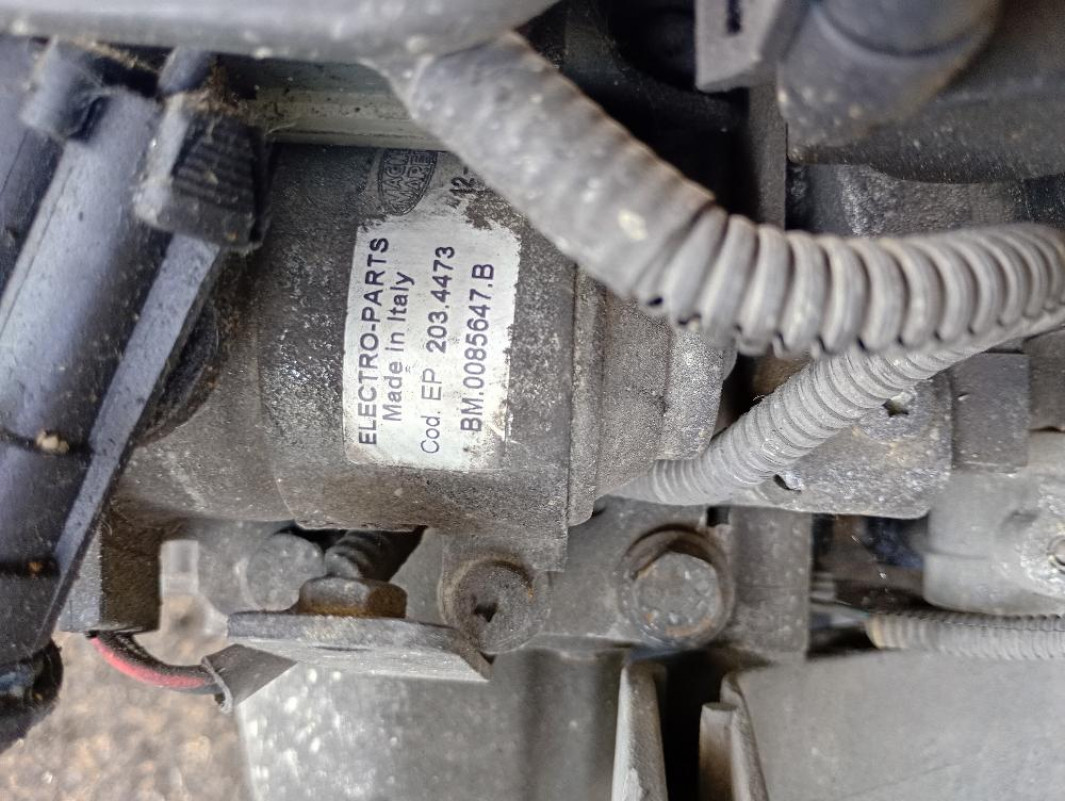 ELECTRO-PARTS
Made in Italy
Cod. EP 203.4473
BM.0085647.B